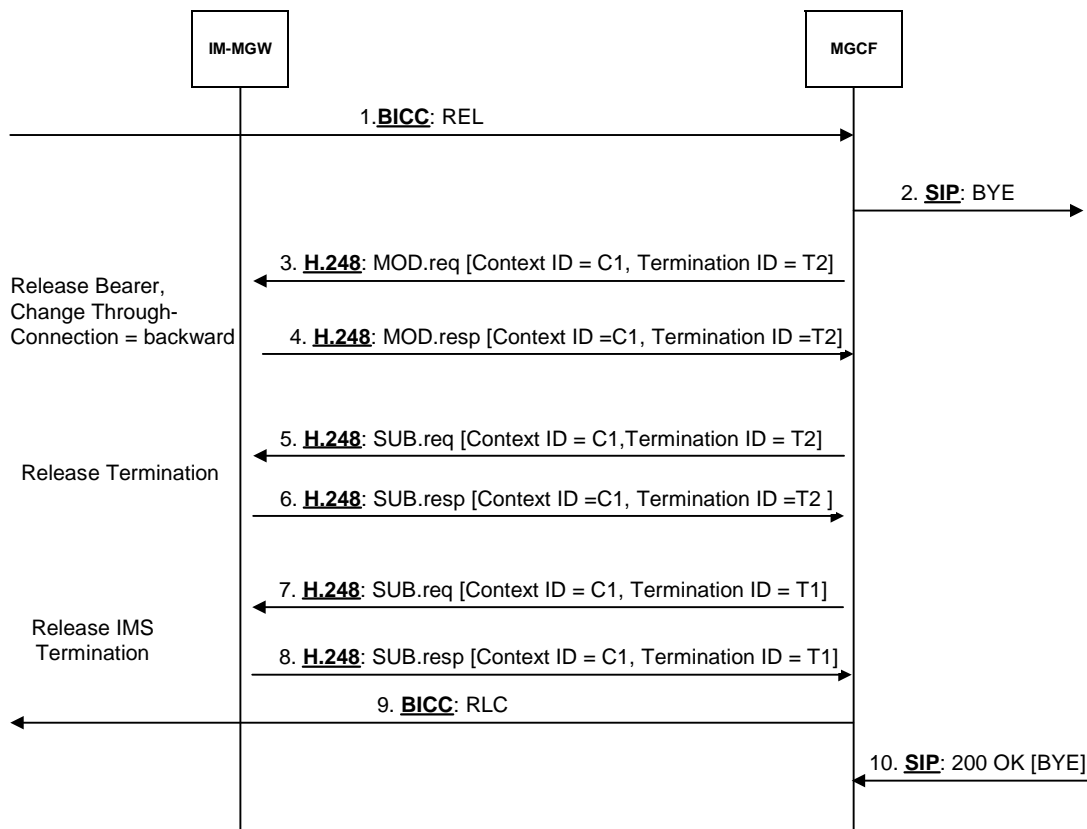 IM-MGW
MGCF
1.BICC: REL
2. SIP: BYE
3. H.248: MOD.req [Context ID = C1, Termination ID = T2]
Release Bearer,
Change Through-
Connection = backward
4. H.248: MOD.resp [Context ID =C1, Termination ID =T2]
5. H.248: SUB.req [Context ID = C1,Termination ID = T2]
Release Termination
6. H.248: SUB.resp [Context ID =C1, Termination ID =T2 ]
7. H.248: SUB.req [Context ID = C1, Termination ID = T1]
Release IMS
Termination
8. H.248: SUB.resp [Context ID = C1, Termination ID = T1]
9. BICC: RLC
10. SIP: 200 OK [BYE]